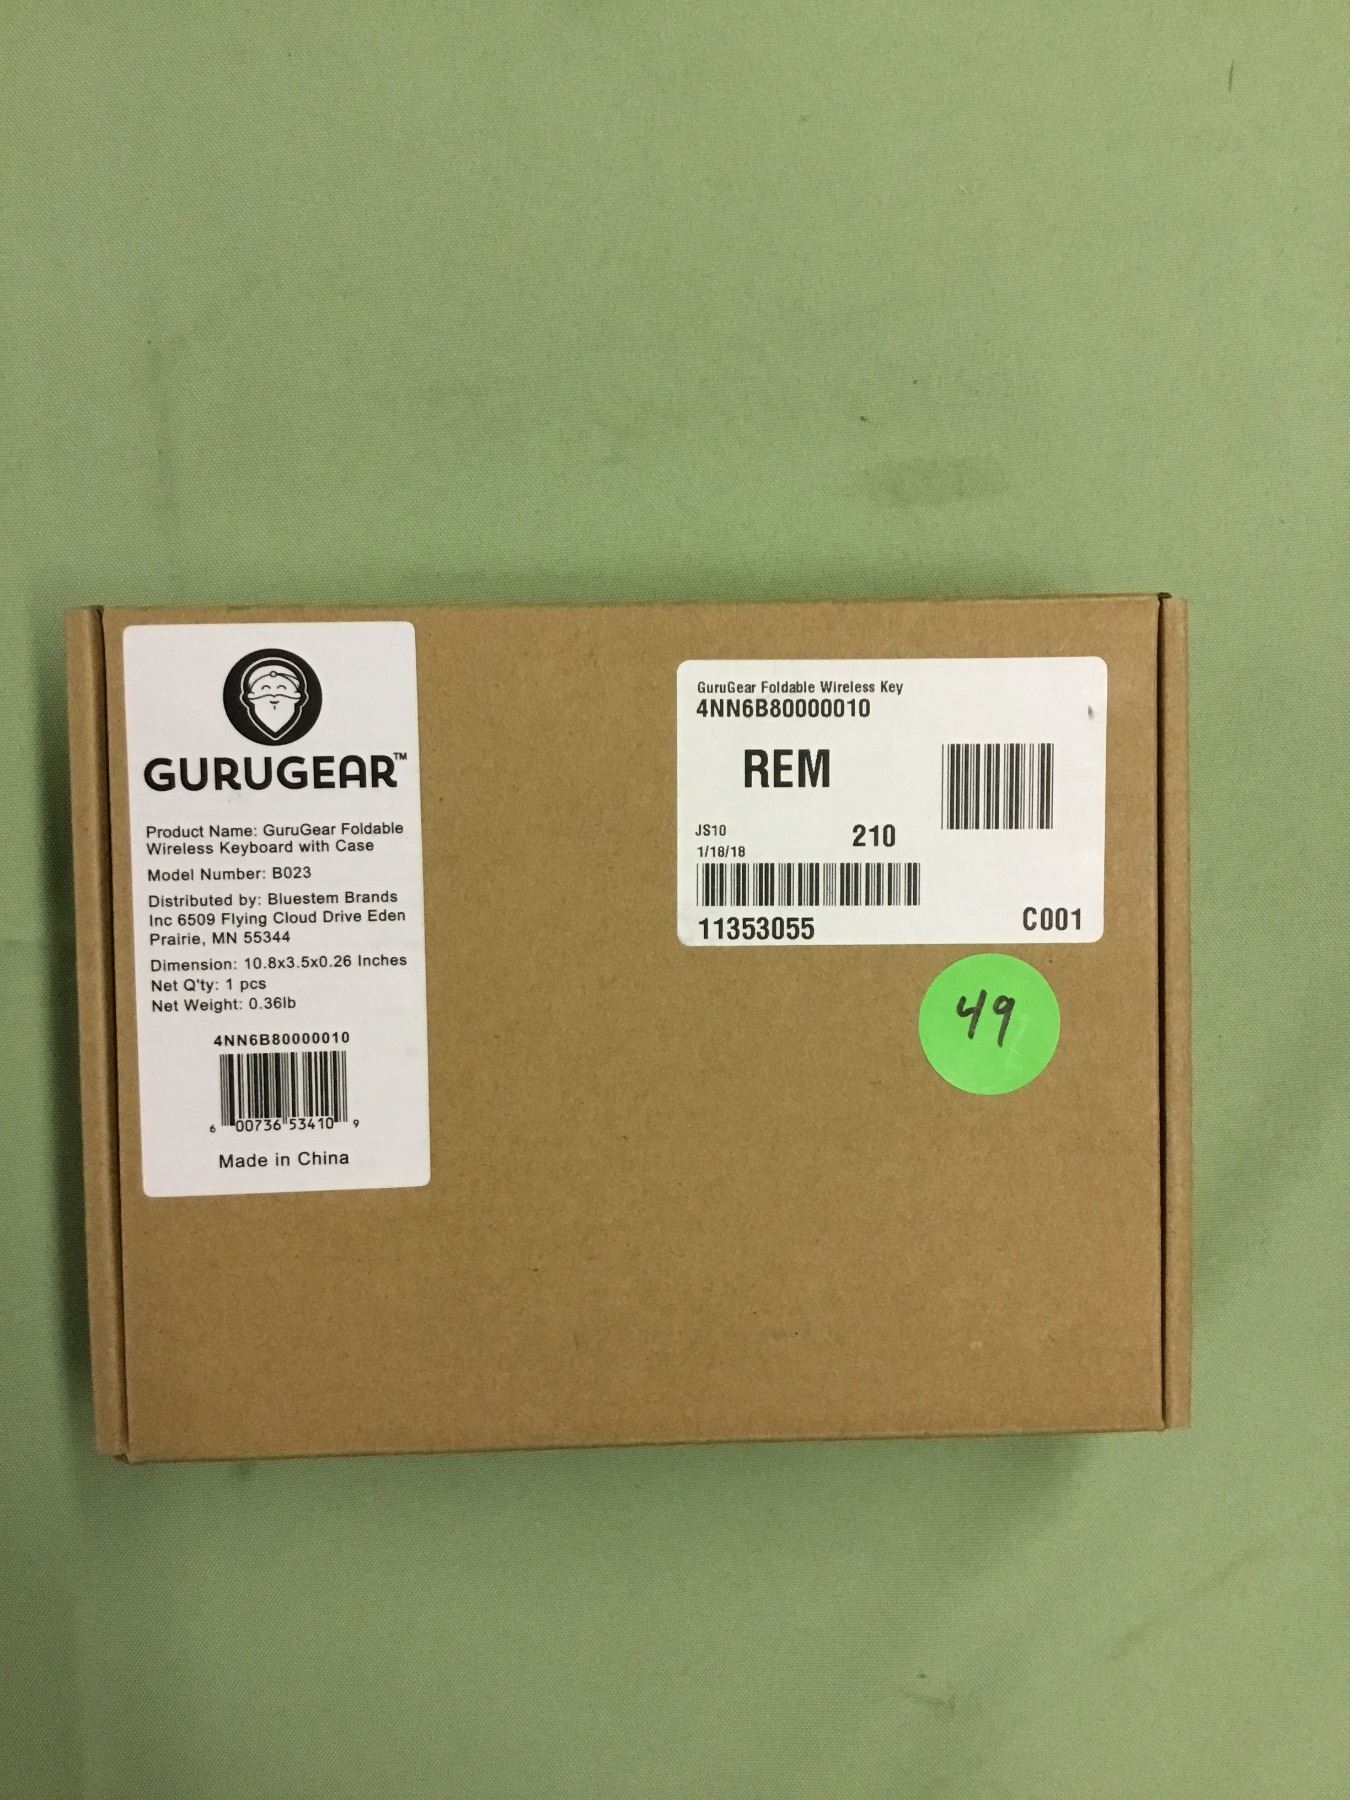 GURUGEAR™
Product Name: GuruGear Foldable
Wireless Keyboard with Case
Model Number: B023
Distributed by: Bluestem Brands
Inc 6509 Flying Cloud Drive Eden
Prairie, MN 55344
Dimension: 10.8x3.5x0.26 Inches
Net Q'ty: 1 pcs
Net Weight: 0.36lb
4NN6B80000010
6 00736 53410 9
Made in China
GuruGear Foldable Wireless Key
4NN6B80000010
REM
JS10 210
1/18/18
11353055 C001
49